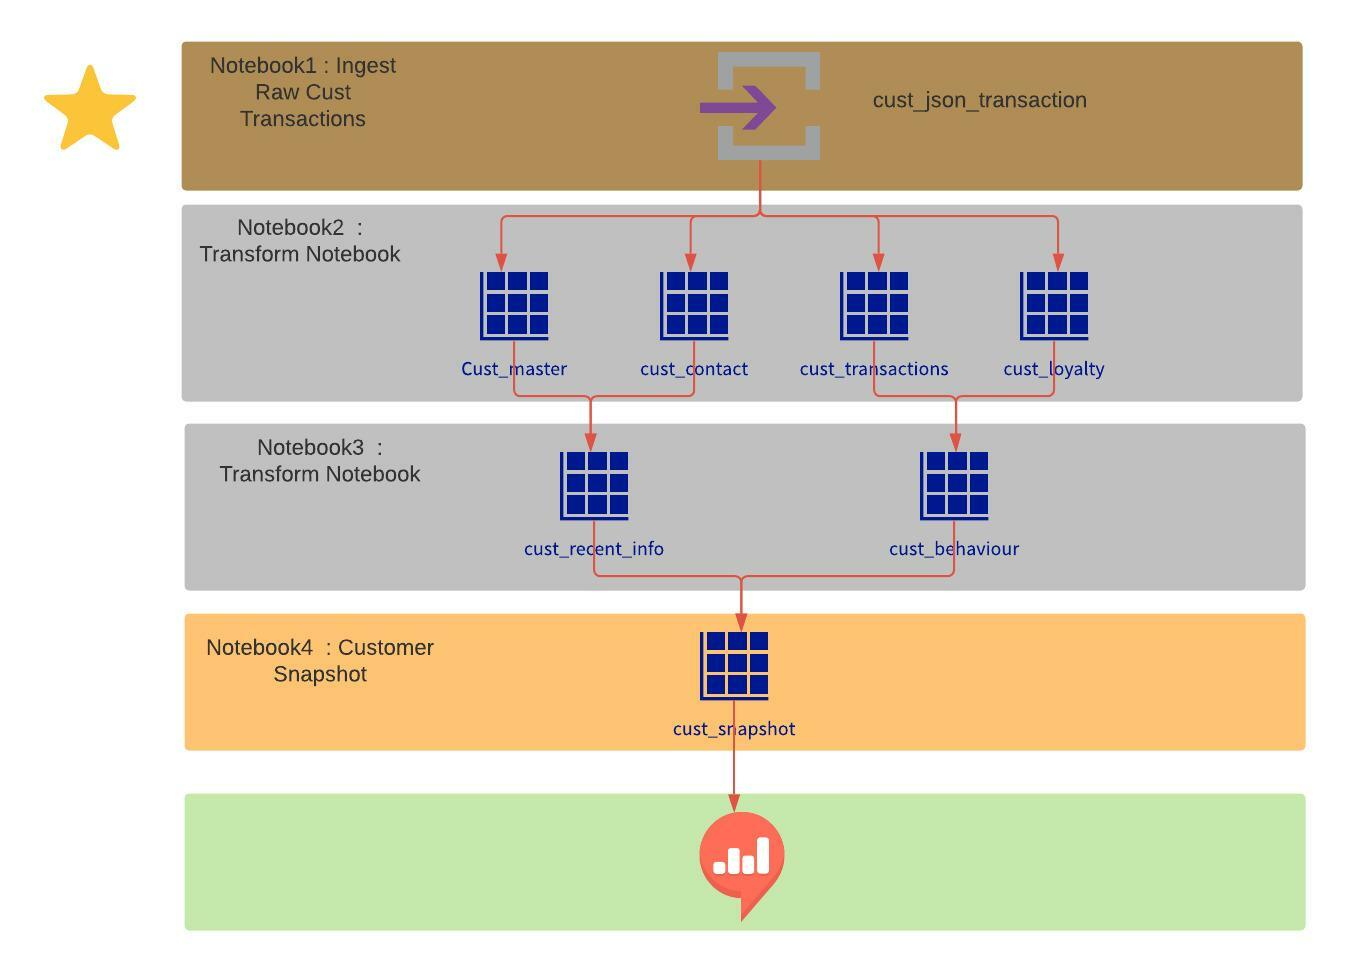 Notebook1 : Ingest
Raw Cust
Transactions
cust_json_transaction
Notebook2  :
Transform Notebook
Cust_master
cust_contact
cust_transactions
cust_loyalty
Notebook3  :
Transform Notebook
cust_recent_info
cust_behaviour
Notebook4  : Customer
Snapshot
cust_snapshot